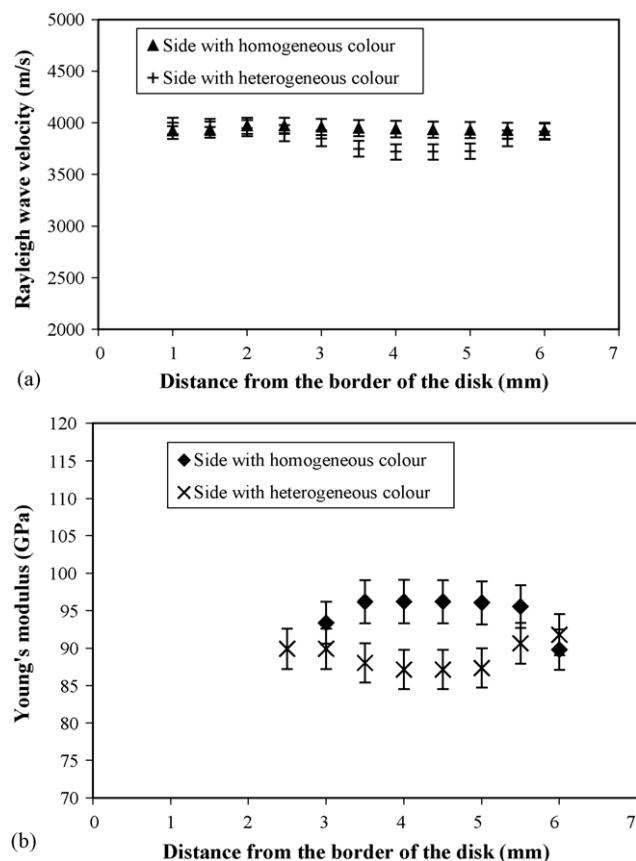 5000
Side with homogeneous colour
4500
Side with heterogeneous colour
4000
3500
3000
2500
2000
Rayleigh wave velocity (m/s)
0 1 2 3 4 5 6 7
(a)
Distance from the border of the disk (mm)
120
115
Side with homogeneous colour
110
Side with heterogeneous colour
105
100
95
90
85
80
75
70
Young's modulus (GPa)
0 1 2 3 4 5 6 7
(b)
Distance from the border of the disk (mm)